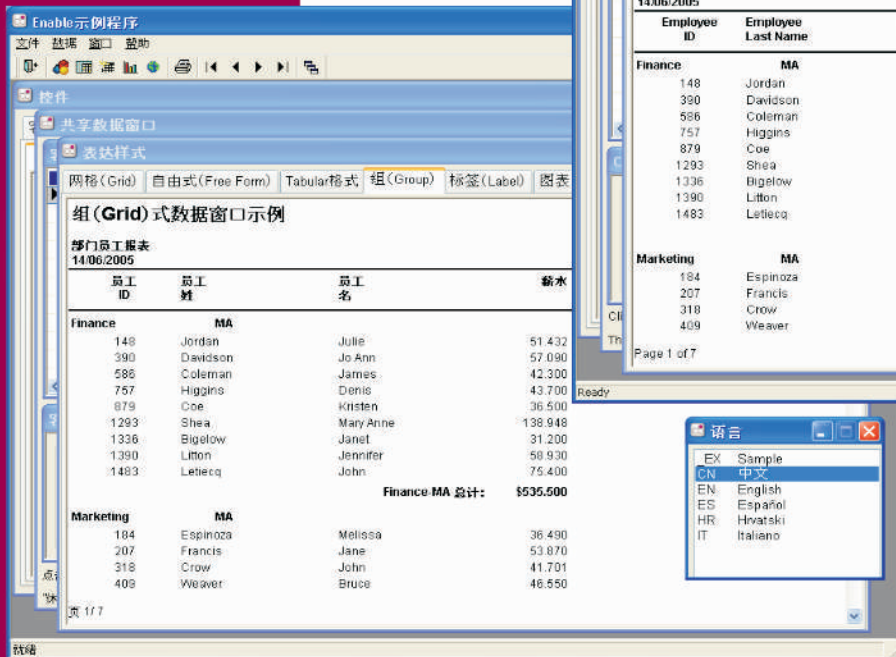 Enable示例程序
文件 数据 窗口 帮助
控件
共享数据窗口
表达样式
网格(Grid) 自由式(Free Form) Tabular格式 组(Group) 标签(Label) 图表
组(Grid)式数据窗口示例
部门员工报表
14/06/2005
员工 员工 员工 薪水
ID 姓 名
Finance MA
148 Jordan Julie 51.432
390 Davidson Jo Ann 57.090
586 Coleman James 42.300
757 Higgins Denis 43.700
879 Coe Kristen 36.500
1293 Shea Mary Anne 138.948
1336 Bigelow Janet 31.200
1390 Litton Jennifer 58.930
1483 Letiecq John 75.400
Finance-MA 总计: $535.500
Marketing MA
184 Espinoza Melissa 36.490
207 Francis Jane 53.870
318 Crow John 41.701
409 Weaver Bruce 46.550
页 1/7
就绪
14/06/2005
Employee Employee
ID Last Name
Finance MA
148 Jordan
390 Davidson
586 Coleman
757 Higgins
879 Coe
1293 Shea
1336 Bigelow
1390 Litton
1483 Letiecq
Marketing MA
184 Espinoza
207 Francis
318 Crow
409 Weaver
Page 1 of 7
Ready
语言
EX Sample
CN 中文
EN English
ES Español
HR Hrvatski
IT Italiano